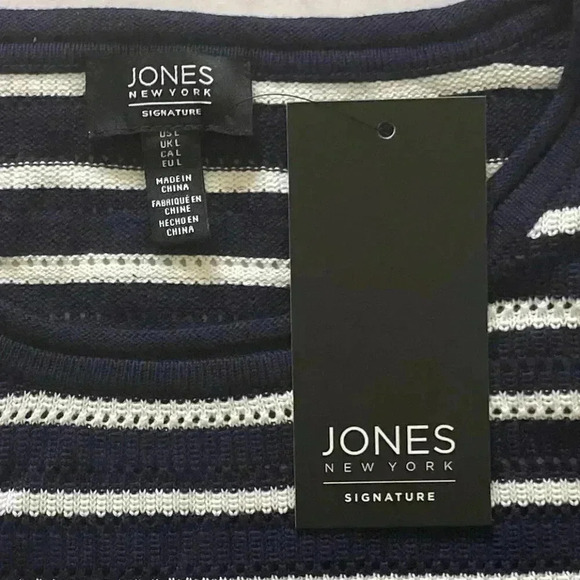 JONES
NEW YORK
SIGNATURE
US L
UK L
CA L
EU L
MADE IN
CHINA
FABRIQUÉ EN
CHINE
HECHO EN
CHINA
JONES
NEW YORK
SIGNATURE